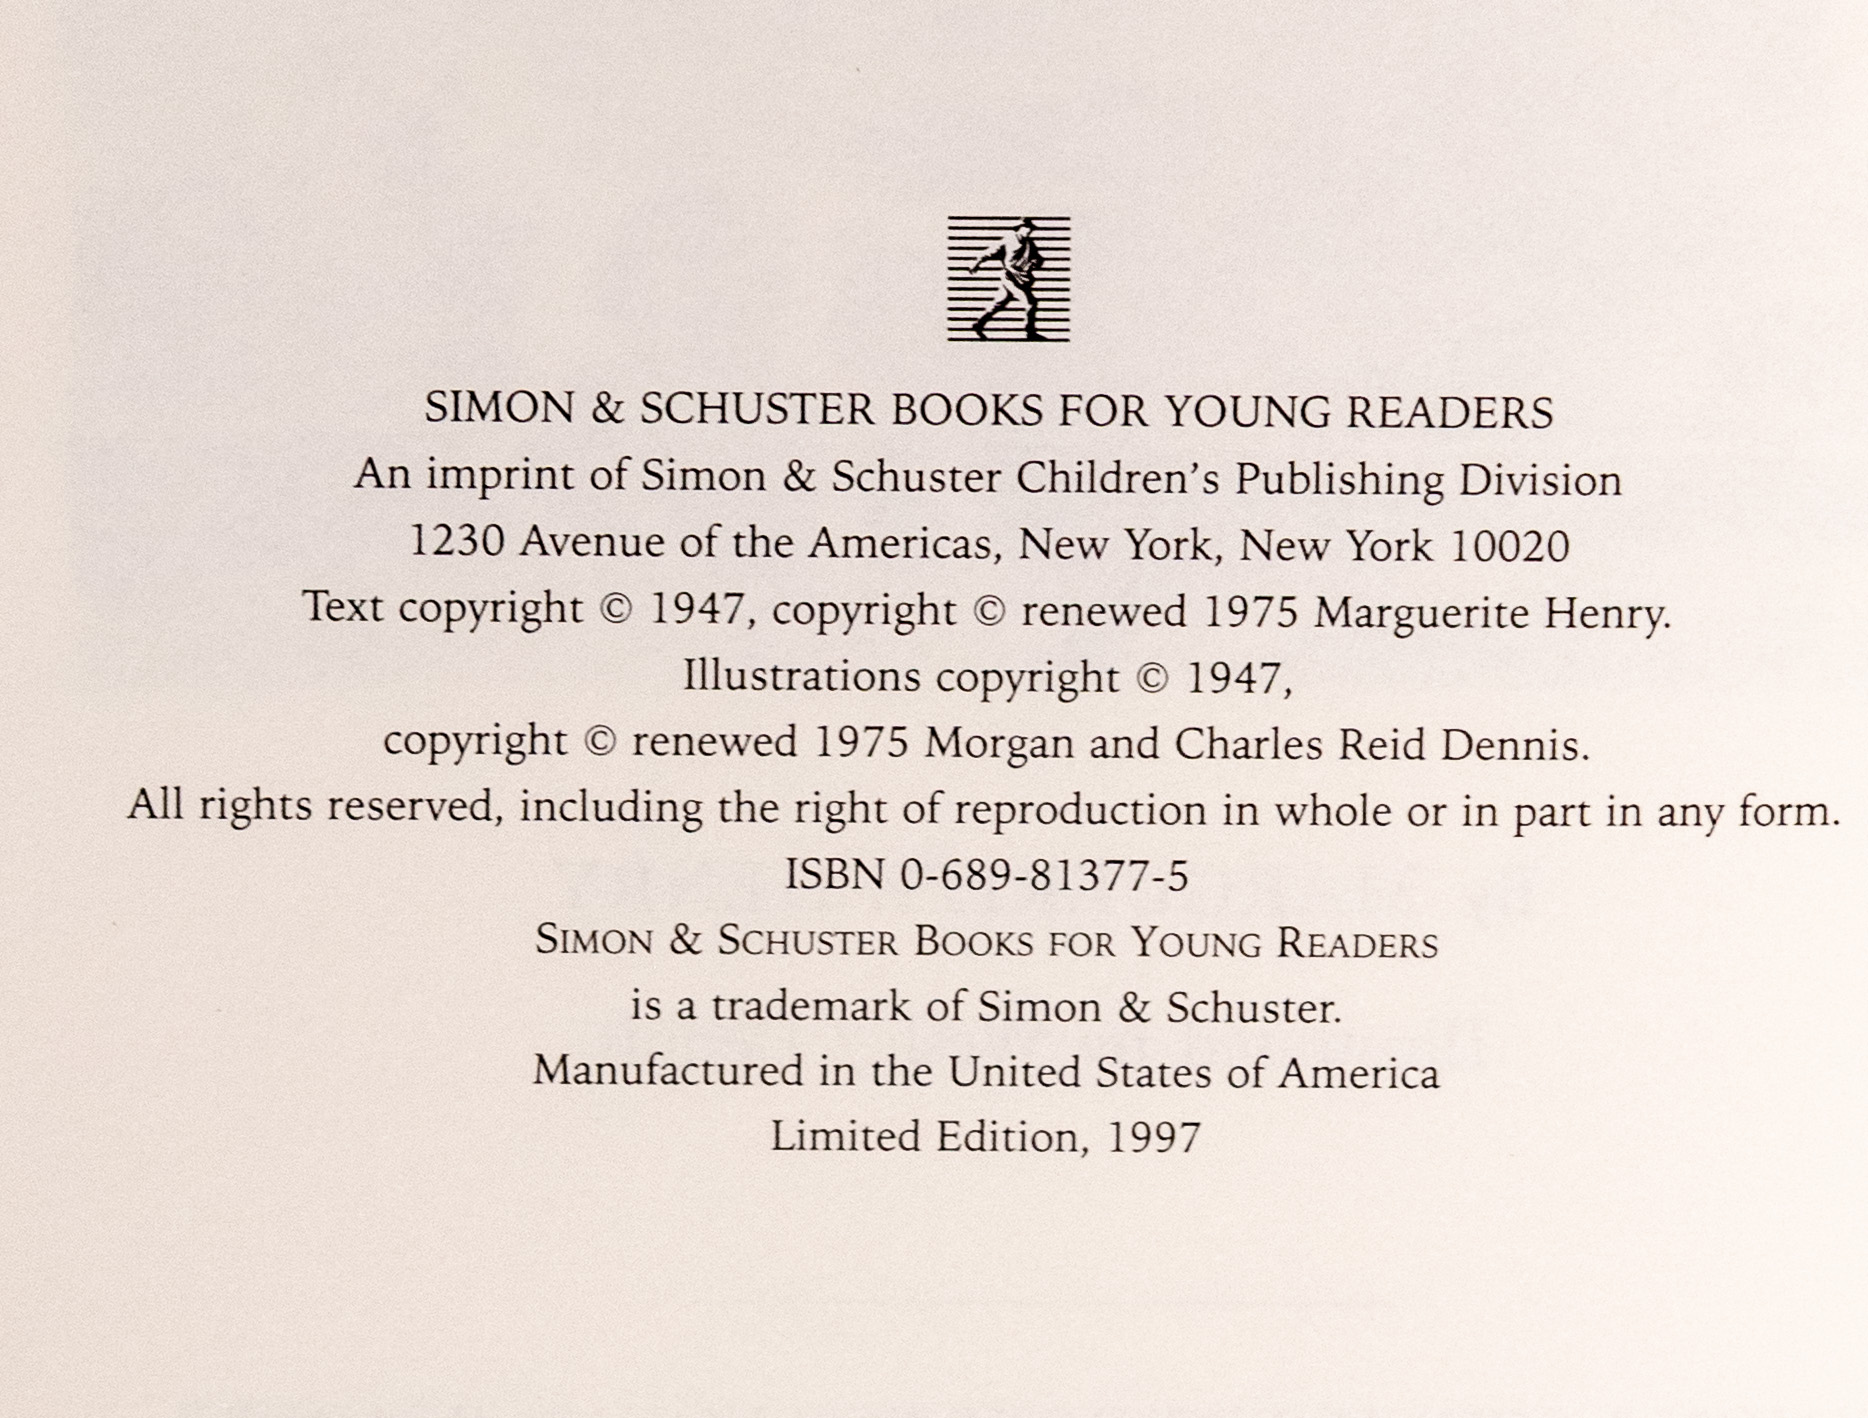 SIMON & SCHUSTER BOOKS FOR YOUNG READERS
An imprint of Simon & Schuster Children's Publishing Division
1230 Avenue of the Americas, New York, New York 10020
Text copyright © 1947, copyright © renewed 1975 Marguerite Henry.
Illustrations copyright © 1947,
copyright © renewed 1975 Morgan and Charles Reid Dennis.
All rights reserved, including the right of reproduction in whole or in part in any form.
ISBN 0-689-81377-5
SIMON & SCHUSTER BOOKS FOR YOUNG READERS
is a trademark of Simon & Schuster.
Manufactured in the United States of America
Limited Edition, 1997